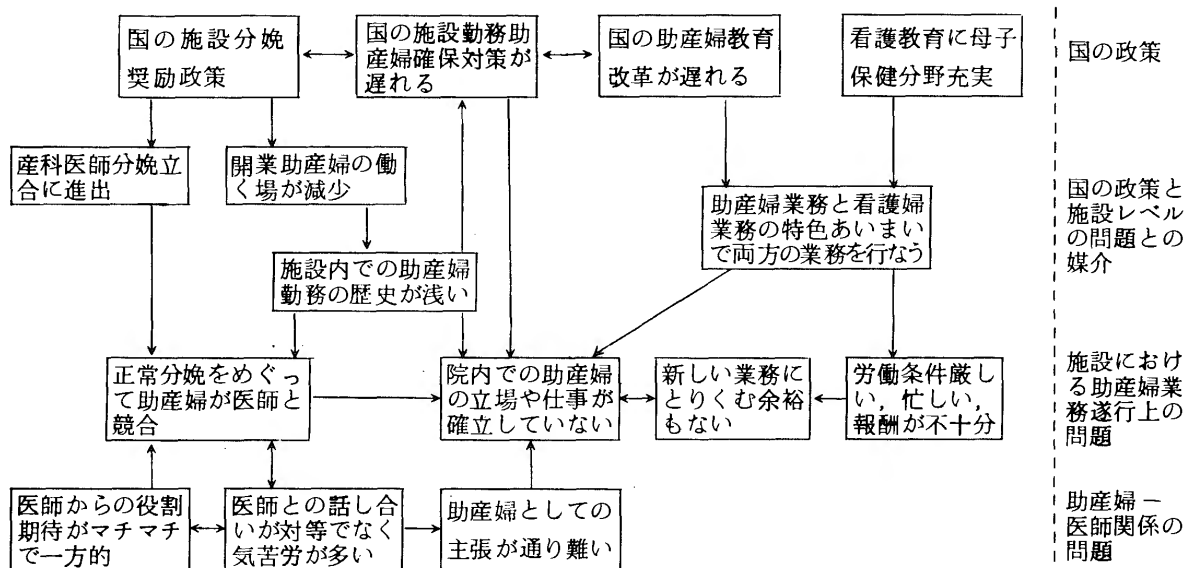 国の施設分娩
奨励政策
国の施設勤務助
産婦確保対策が
遅れる
国の助産婦教育
改革が遅れる
看護教育に母子
保健分野充実
国の政策
産科医師分娩立
合に進出
開業助産婦の働
く場が減少
助産婦業務と看護婦
業務の特色あいまい
で両方の業務を行なう
国の政策と
施設レベル
の問題との
媒介
施設内での助産婦
勤務の歴史が浅い
正常分娩をめぐっ
て助産婦が医師と
競合
院内での助産婦
の立場や仕事が
確立していない
新しい業務に
とりくむ余裕
もない
労働条件厳し
い，忙しい，
報酬が不十分
施設におけ
る助産婦業
務遂行上の
問題
医師からの役割
期待がマチマチ
で一方的
医師との話し合
いが対等でなく
気苦労が多い
助産婦としての
主張が通り難い
助産婦－
医師関係の
問題